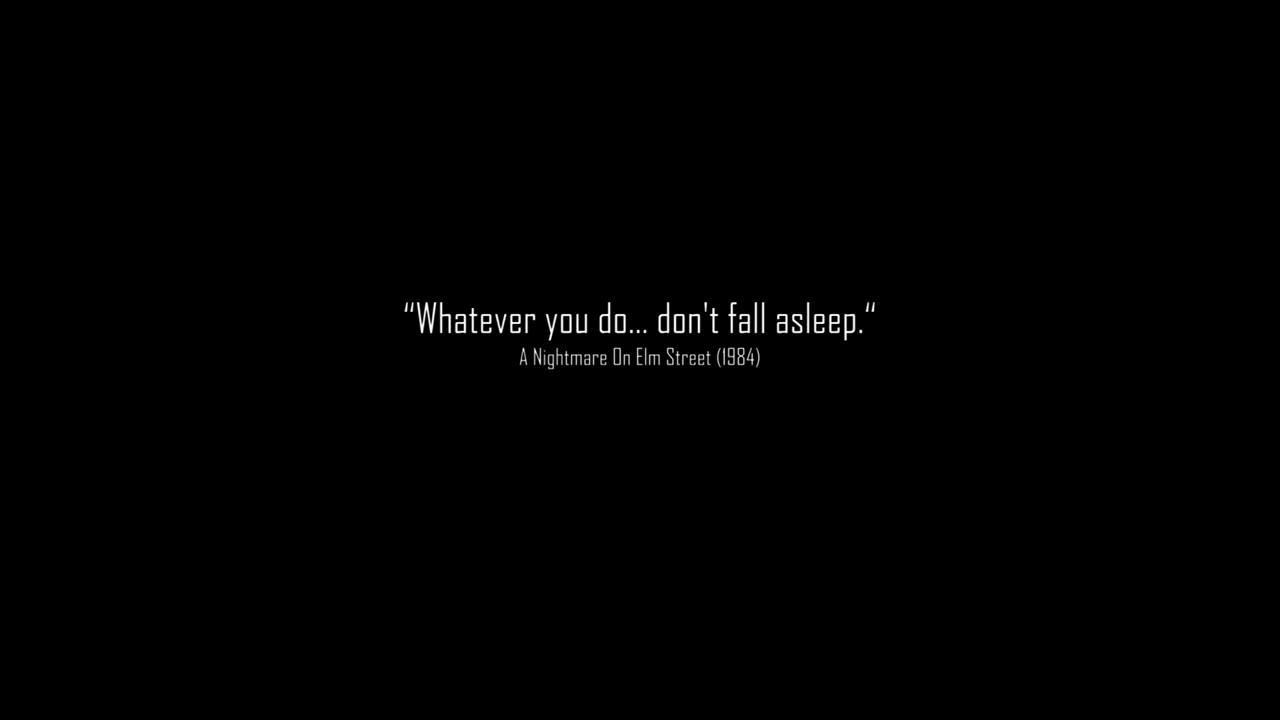 “Whatever you do... don't fall asleep.“
A Nightmare On Elm Street (1984)